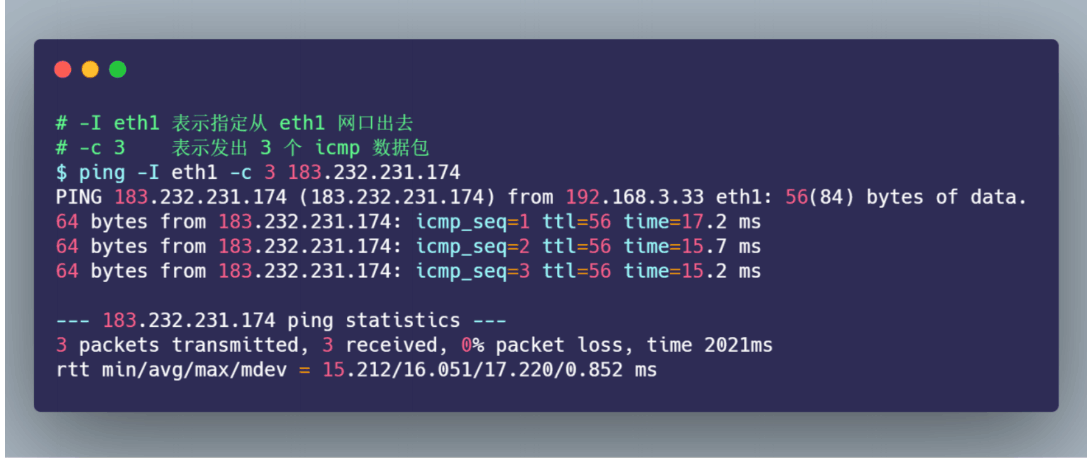 # -I eth1 表示指定从 eth1 网口出去
# -c 3    表示发出 3 个 icmp 数据包
$ ping -I eth1 -c 3 183.232.231.174
PING 183.232.231.174 (183.232.231.174) from 192.168.3.33 eth1: 56(84) bytes of data.
64 bytes from 183.232.231.174: icmp_seq=1 ttl=56 time=17.2 ms
64 bytes from 183.232.231.174: icmp_seq=2 ttl=56 time=15.7 ms
64 bytes from 183.232.231.174: icmp_seq=3 ttl=56 time=15.2 ms
--- 183.232.231.174 ping statistics ---
3 packets transmitted, 3 received, 0% packet loss, time 2021ms
rtt min/avg/max/mdev = 15.212/16.051/17.220/0.852 ms